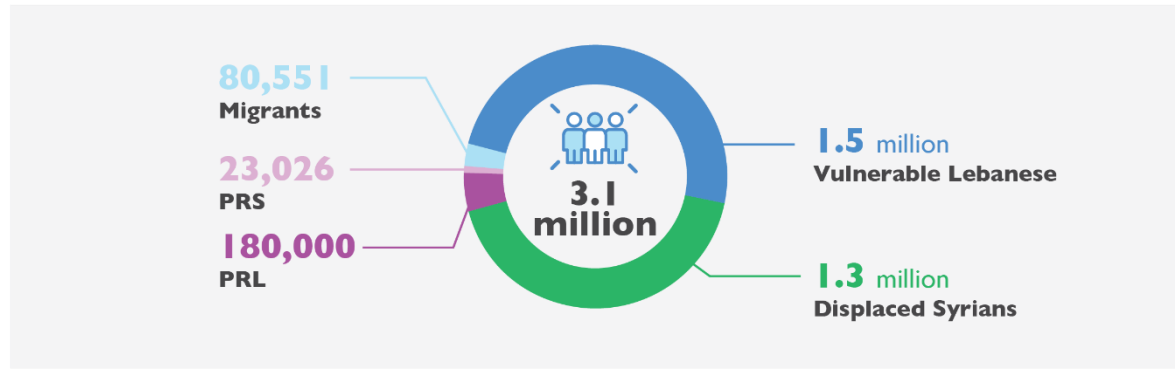 80,551
Migrants
23,026
PRS
180,000
PRL
3.1
million
1.5 million
Vulnerable Lebanese
1.3 million
Displaced Syrians